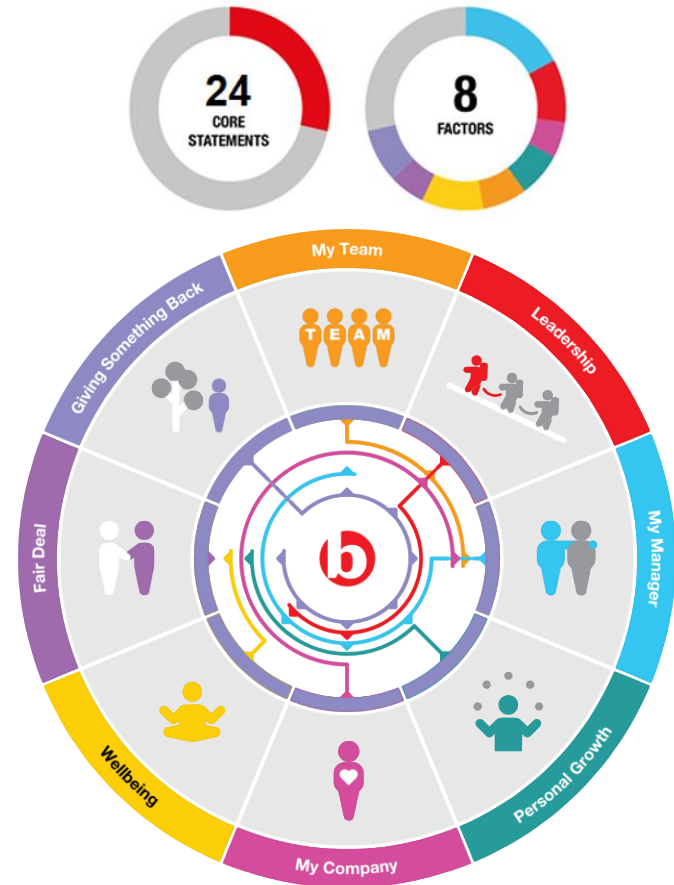 24
CORE
STATEMENTS
8
FACTORS
My Team
Leadership
My Manager
Personal Growth
My Company
Wellbeing
Fair Deal
Giving Something Back
TEAM
b